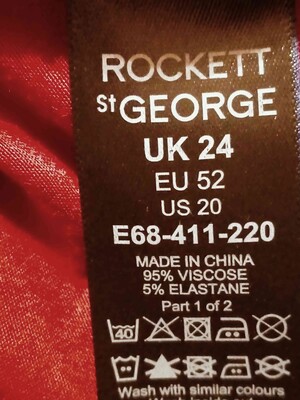 ROCKETT
St GEORGE
UK 24
EU 52
US 20
E68-411-220
MADE IN CHINA
95% VISCOSE
5% ELASTANE
Part 1 of 2
40
Wash with similar colours